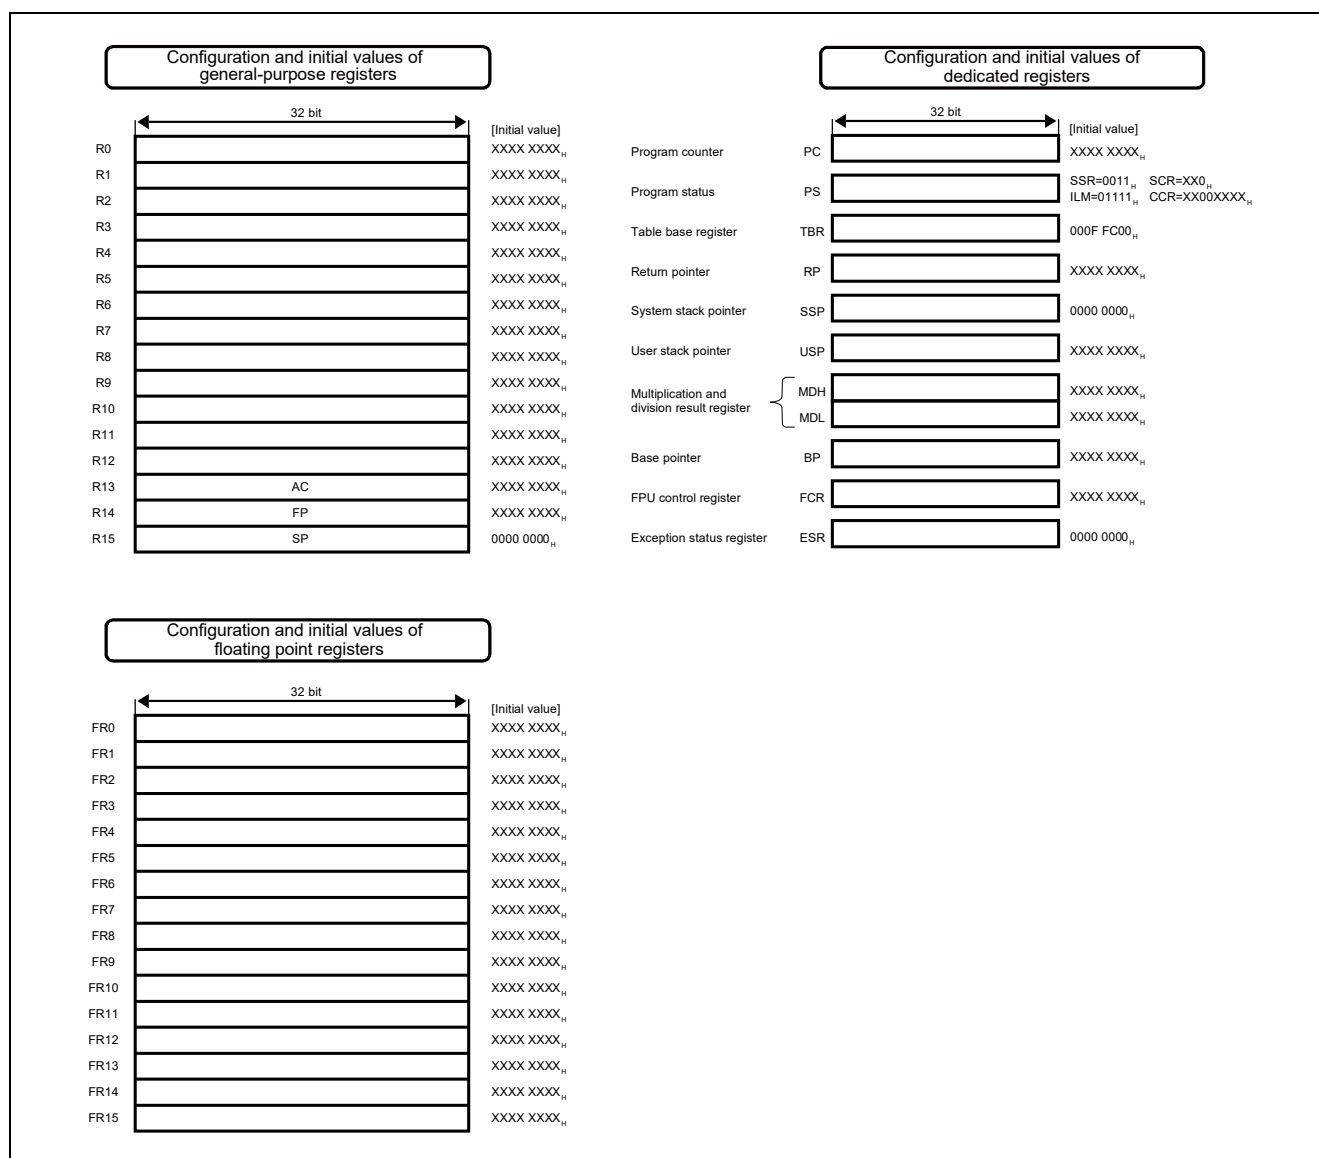 Configuration and initial values of
general-purpose registers
32 bit
[Initial value]
R0 XXXX XXXXH
R1 XXXX XXXXH
R2 XXXX XXXXH
R3 XXXX XXXXH
R4 XXXX XXXXH
R5 XXXX XXXXH
R6 XXXX XXXXH
R7 XXXX XXXXH
R8 XXXX XXXXH
R9 XXXX XXXXH
R10 XXXX XXXXH
R11 XXXX XXXXH
R12 XXXX XXXXH
R13 AC XXXX XXXXH
R14 FP XXXX XXXXH
R15 SP 0000 0000H
Configuration and initial values of
dedicated registers
32 bit
[Initial value]
Program counter PC XXXX XXXXH
Program status PS SSR=0011H SCR=XX0H
ILM=01111H CCR=XX00XXXXH
Table base register TBR 000F FC00H
Return pointer RP XXXX XXXXH
System stack pointer SSP 0000 0000H
User stack pointer USP XXXX XXXXH
Multiplication and
division result register
MDH XXXX XXXXH
MDL XXXX XXXXH
Base pointer BP XXXX XXXXH
FPU control register FCR XXXX XXXXH
Exception status register ESR 0000 0000H
Configuration and initial values of
floating point registers
32 bit
[Initial value]
FR0 XXXX XXXXH
FR1 XXXX XXXXH
FR2 XXXX XXXXH
FR3 XXXX XXXXH
FR4 XXXX XXXXH
FR5 XXXX XXXXH
FR6 XXXX XXXXH
FR7 XXXX XXXXH
FR8 XXXX XXXXH
FR9 XXXX XXXXH
FR10 XXXX XXXXH
FR11 XXXX XXXXH
FR12 XXXX XXXXH
FR13 XXXX XXXXH
FR14 XXXX XXXXH
FR15 XXXX XXXXH